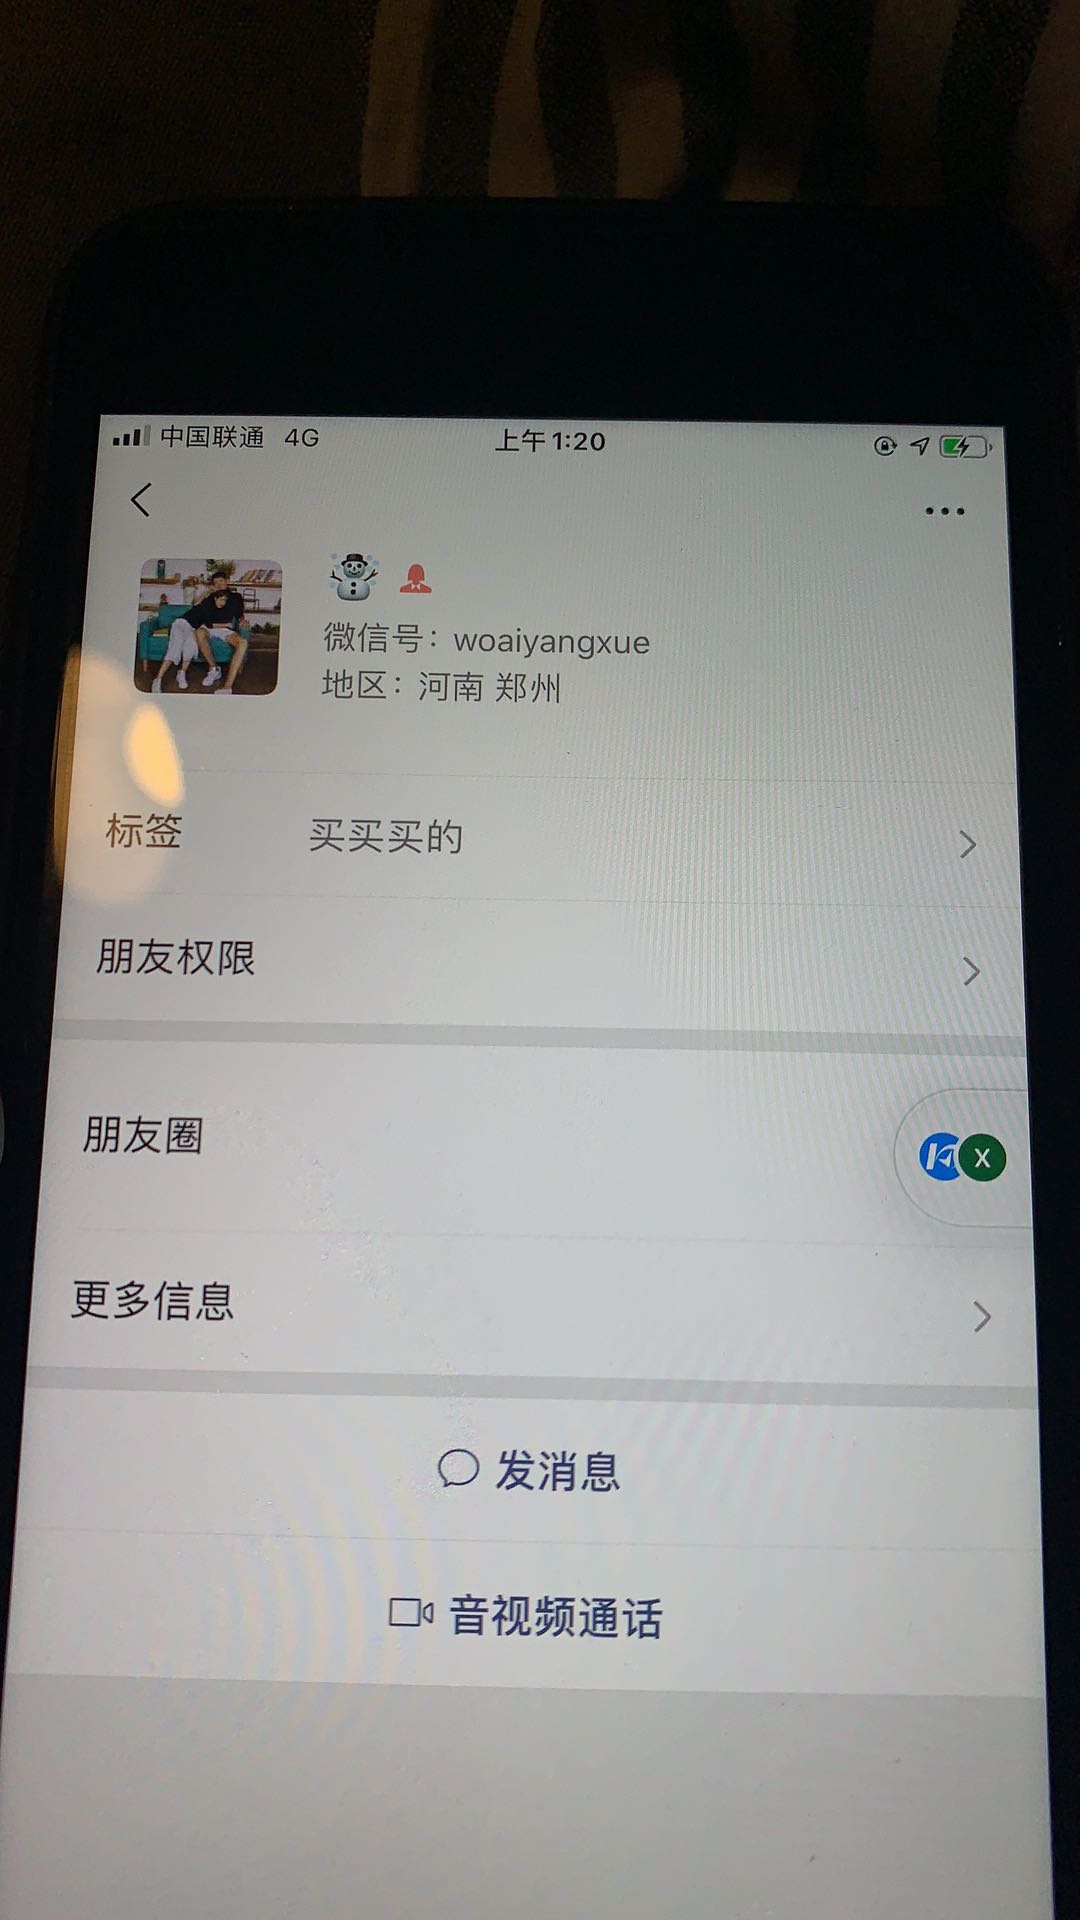 中国联通 4G 上午1:20
微信号：woaiyangxue
地区：河南 郑州
标签 买买买的
朋友权限
朋友圈
X
更多信息
发消息
音视频通话